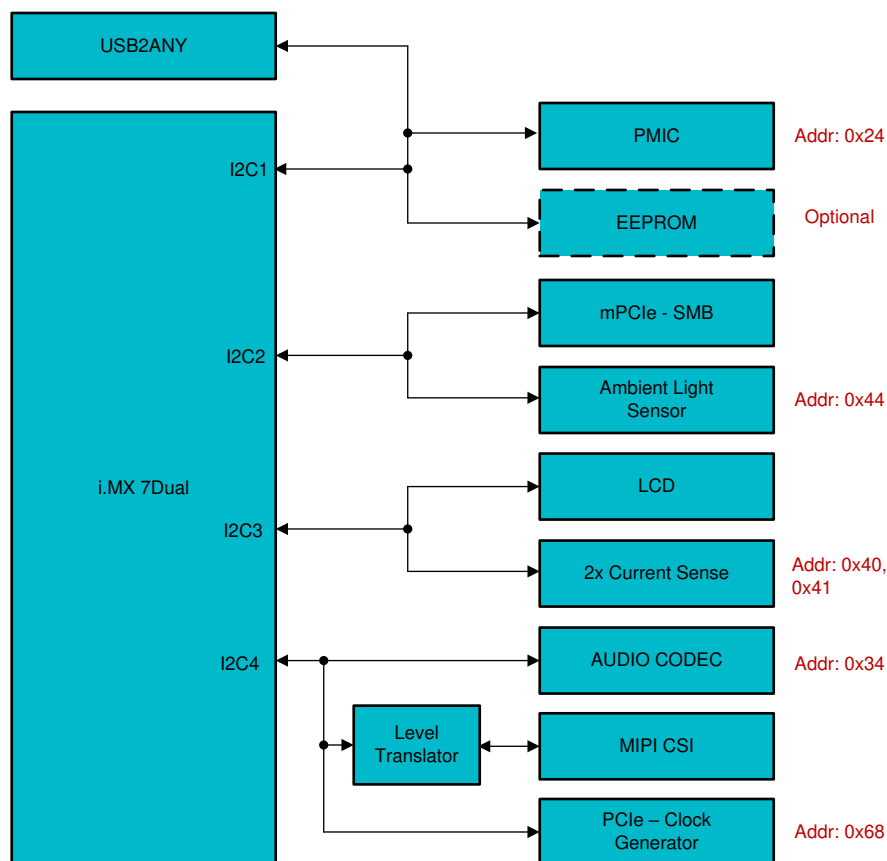 USB2ANY
PMIC
Addr: 0x24
I2C1
EEPROM
Optional
mPCIe - SMB
I2C2
Ambient Light
Sensor
Addr: 0x44
i.MX 7Dual
LCD
I2C3
2x Current Sense
Addr: 0x40,
0x41
I2C4
AUDIO CODEC
Addr: 0x34
Level
Translator
MIPI CSI
PCIe – Clock
Generator
Addr: 0x68